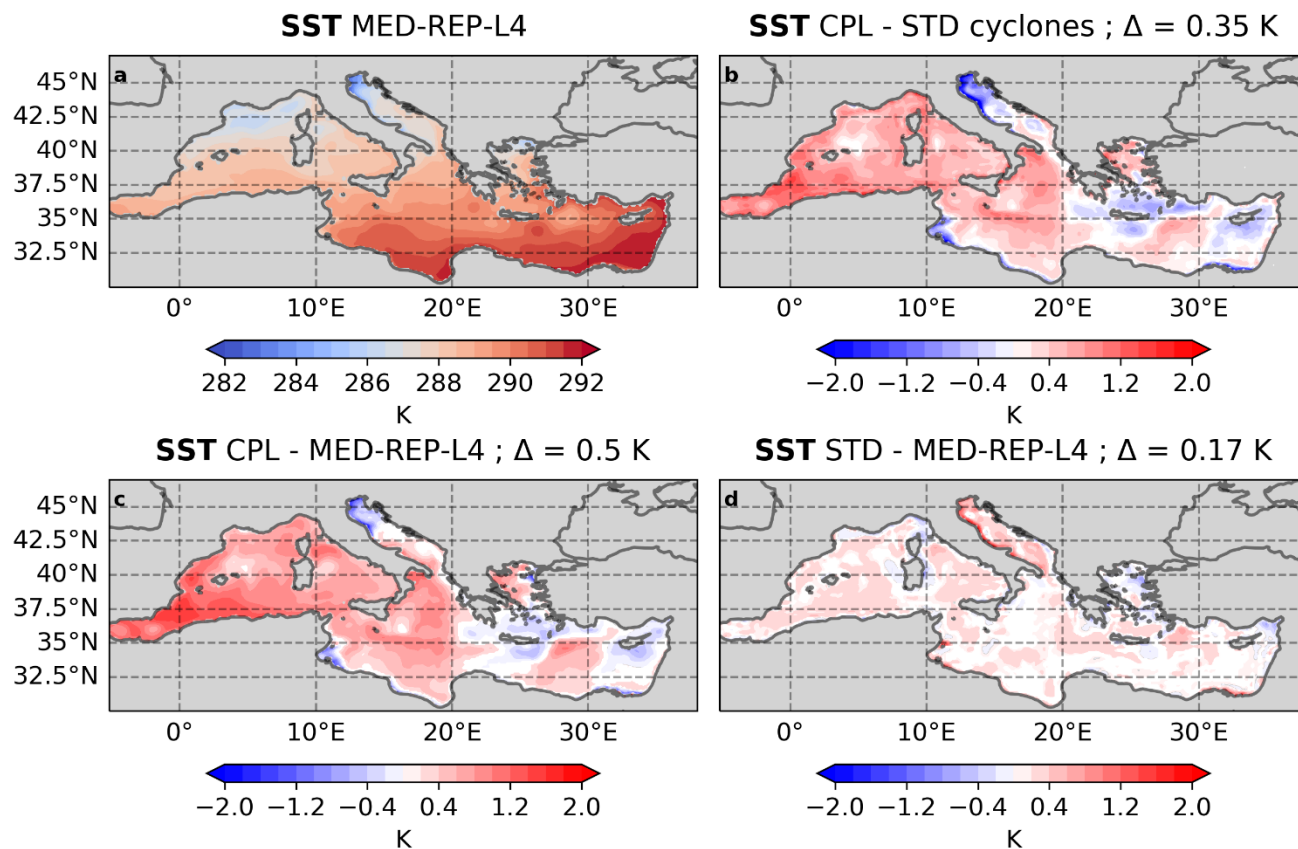 SST MED-REP-L4
SST CPL - STD cyclones ; Δ = 0.35 K
a
45°N
42.5°N
40°N
37.5°N
35°N
32.5°N
0°
10°E
20°E
30°E
282 284 286 288 290 292
K
b
0°
10°E
20°E
30°E
−2.0 −1.2 −0.4 0.4 1.2 2.0
K
SST CPL - MED-REP-L4 ; Δ = 0.5 K
SST STD - MED-REP-L4 ; Δ = 0.17 K
c
45°N
42.5°N
40°N
37.5°N
35°N
32.5°N
0°
10°E
20°E
30°E
−2.0 −1.2 −0.4 0.4 1.2 2.0
K
d
0°
10°E
20°E
30°E
−2.0 −1.2 −0.4 0.4 1.2 2.0
K